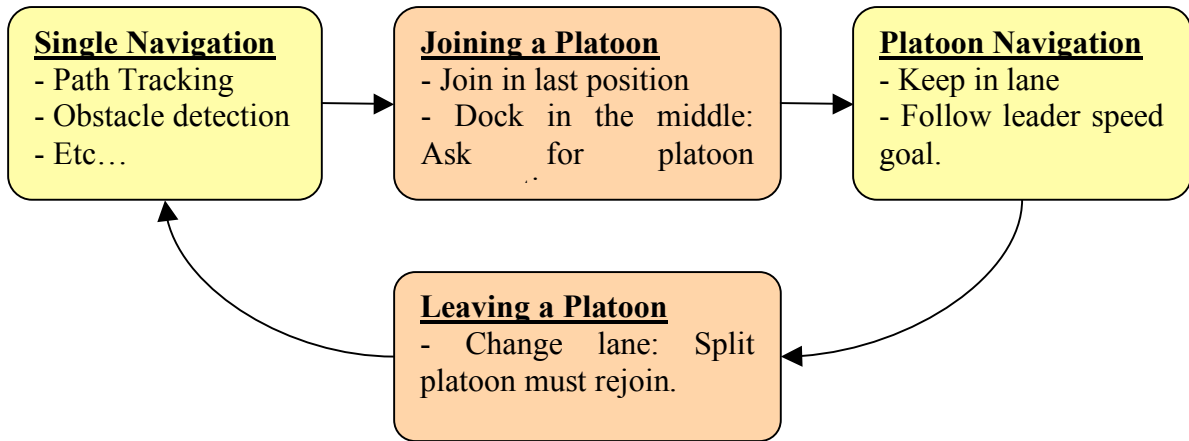 Single Navigation
- Path Tracking
- Obstacle detection
- Etc…
Joining a Platoon
- Join in last position
- Dock in the middle:
Ask for platoon
Platoon Navigation
- Keep in lane
- Follow leader speed
goal.
Leaving a Platoon
- Change lane: Split
platoon must rejoin.